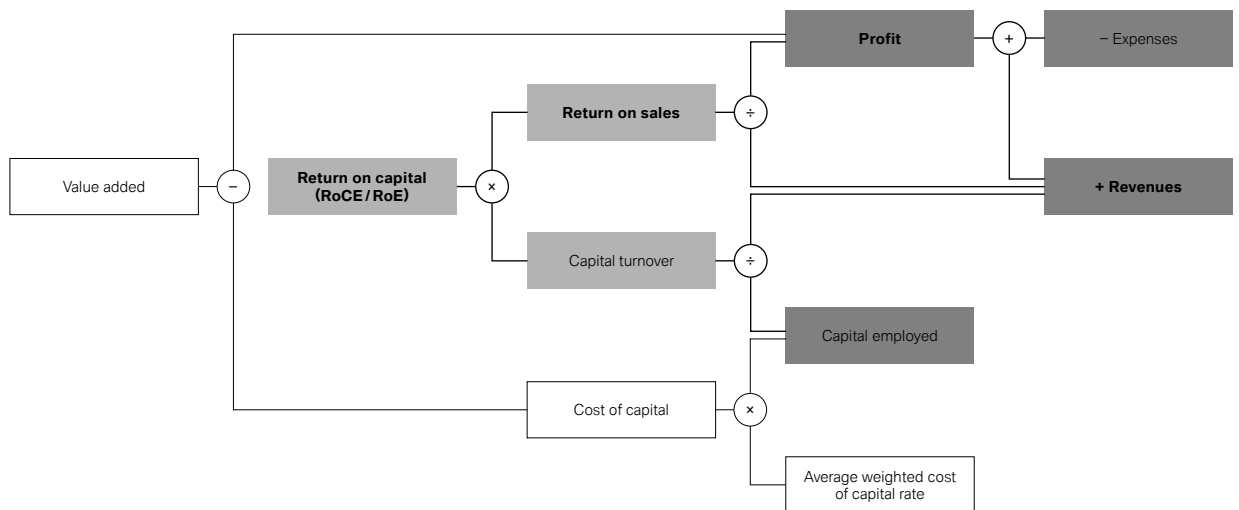 Profit
+
– Expenses
Return on sales
÷
Value added
–
Return on capital
(RoCE / RoE)
×
+ Revenues
Capital turnover
÷
Capital employed
Cost of capital
×
Average weighted cost
of capital rate